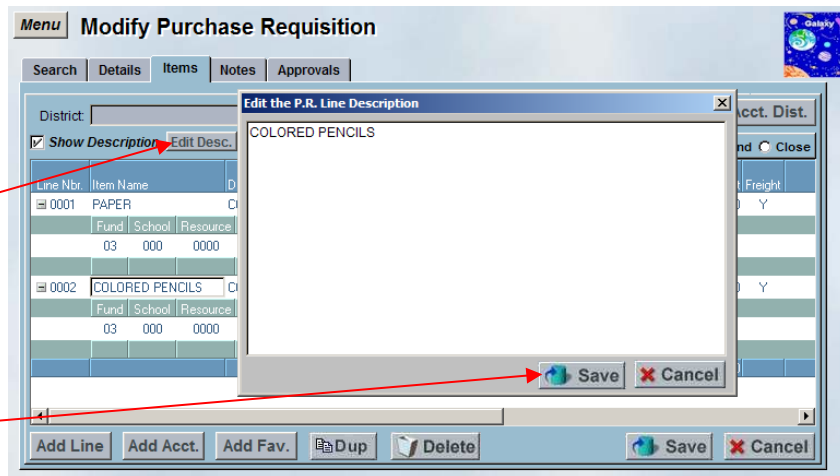 Menu Modify Purchase Requisition
Galaxy
Search Details Items Notes Approvals
District:
Edit the P.R. Line Description
Acct. Dist.
COLORED PENCILS
Show Description Edit Desc.
Close
Line Nbr. Item Name
Freight
0001 PAPER
Y
Fund School Resource
03 000 0000
0002 COLORED PENCILS
Y
Fund School Resource
03 000 0000
Save Cancel
Add Line Add Acct. Add Fav. Dup Delete Save Cancel